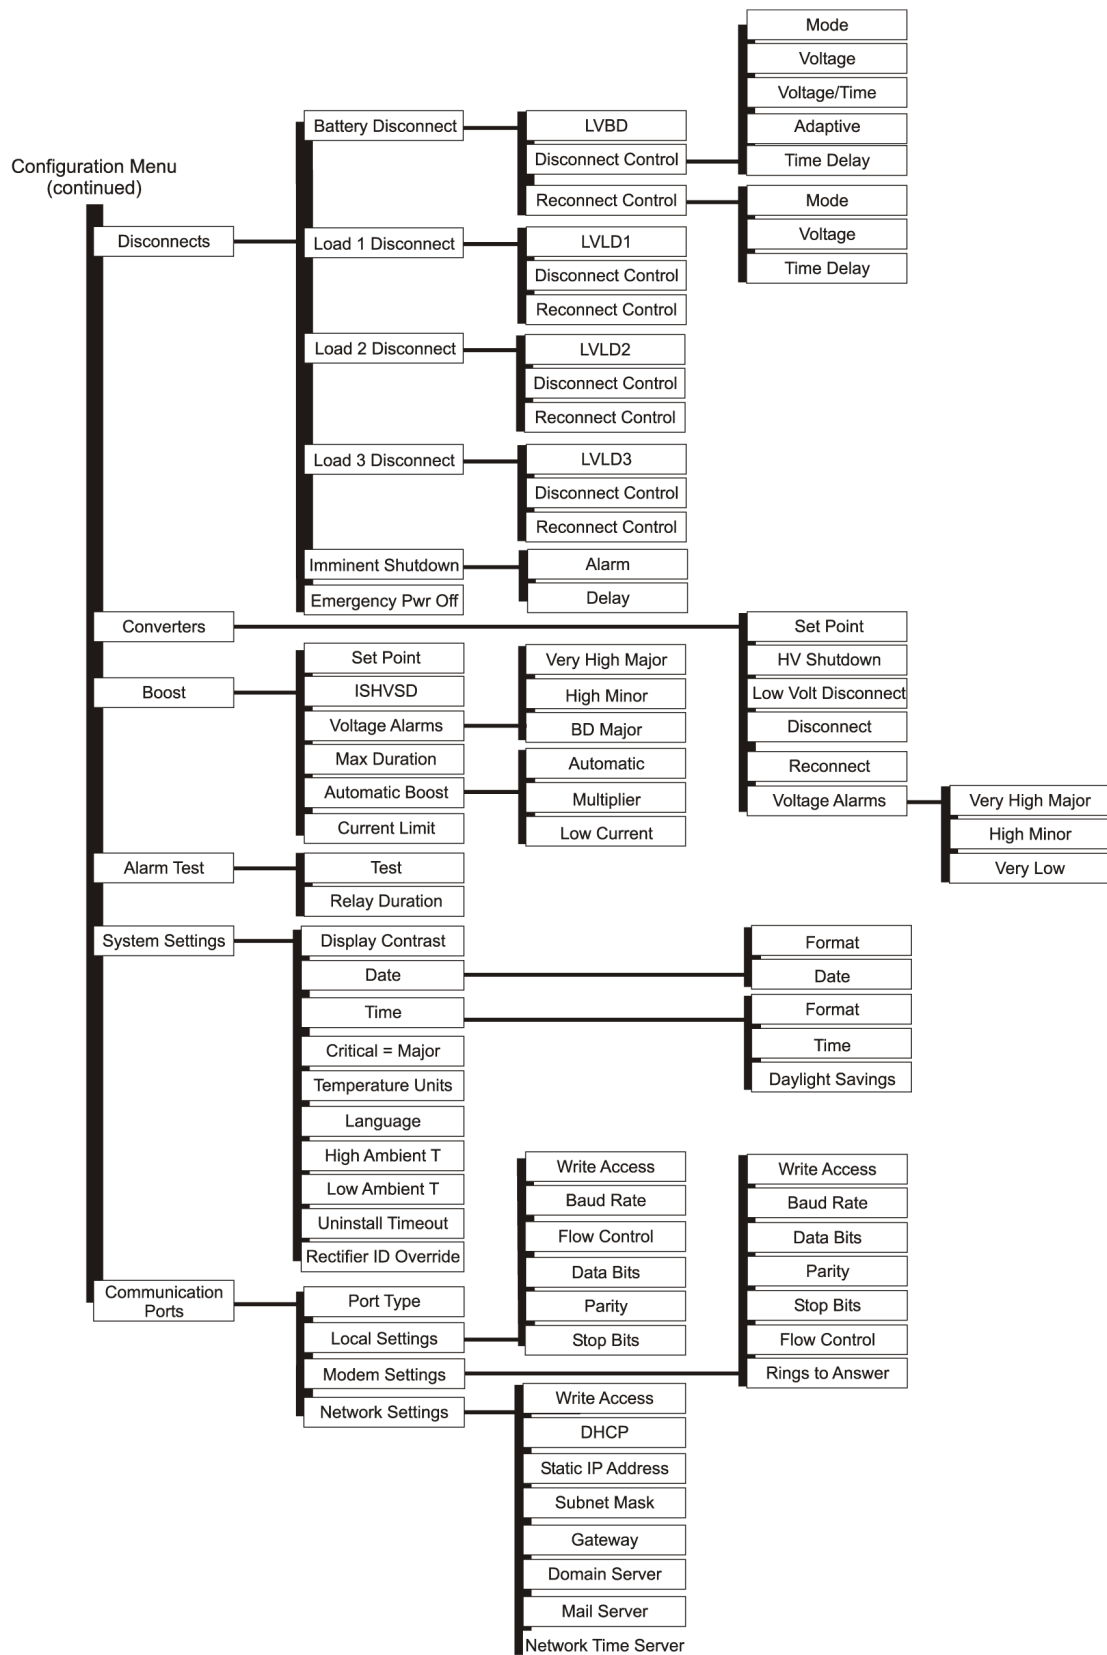 Configuration Menu
(continued)
Disconnects
Battery Disconnect
LVBD
Disconnect Control
Mode
Voltage
Voltage/Time
Adaptive
Time Delay
Reconnect Control
Mode
Voltage
Time Delay
Load 1 Disconnect
LVLD1
Disconnect Control
Reconnect Control
Load 2 Disconnect
LVLD2
Disconnect Control
Reconnect Control
Load 3 Disconnect
LVLD3
Disconnect Control
Reconnect Control
Imminent Shutdown
Alarm
Delay
Emergency Pwr Off
Converters
Set Point
HV Shutdown
Low Volt Disconnect
Disconnect
Reconnect
Voltage Alarms
Very High Major
High Minor
Very Low
Boost
Set Point
ISHVSD
Voltage Alarms
Very High Major
High Minor
BD Major
Max Duration
Automatic Boost
Automatic
Multiplier
Low Current
Current Limit
Alarm Test
Test
Relay Duration
System Settings
Display Contrast
Date
Format
Date
Time
Format
Time
Daylight Savings
Critical = Major
Temperature Units
Language
High Ambient T
Low Ambient T
Uninstall Timeout
Rectifier ID Override
Communication
Ports
Port Type
Local Settings
Write Access
Baud Rate
Flow Control
Data Bits
Parity
Stop Bits
Modem Settings
Write Access
Baud Rate
Data Bits
Parity
Stop Bits
Flow Control
Rings to Answer
Network Settings
Write Access
DHCP
Static IP Address
Subnet Mask
Gateway
Domain Server
Mail Server
Network Time Server